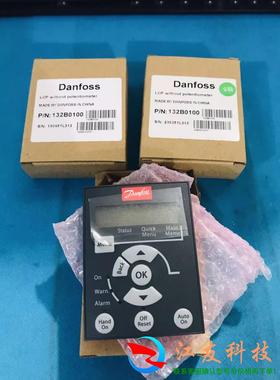 Danfoss
LCP without potentiometer
MADE BY DANFOSS IN CHINA
P/N:132B0100
Danfoss
LCP without potentiometer
MADE BY DANFOSS IN CHINA
P/N:132B0100
Danfoss
Status
Quick
Menu
Main
Menu
Menu
Back
OK
On
Warn
Alarm
Hand
On
Off
Reset
Auto
On
江友科技